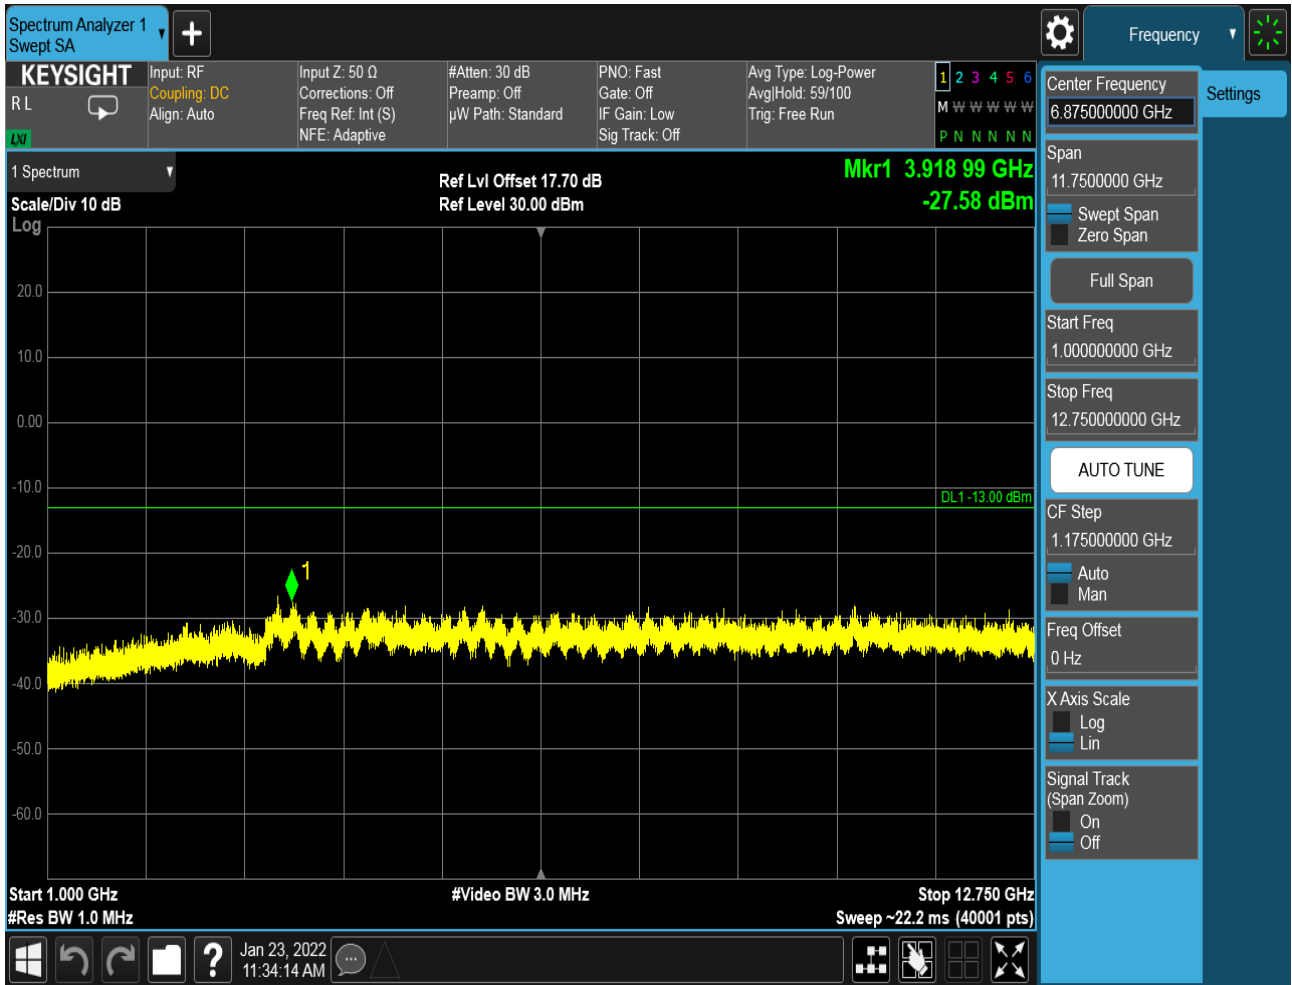 Spectrum Analyzer 1
Swept SA
Frequency
KEYSIGHT
R L
LXI
Input: RF
Coupling: DC
Align: Auto
Input Z: 50 Ω
Corrections: Off
Freq Ref: Int (S)
NFE: Adaptive
#Atten: 30 dB
Preamp: Off
µW Path: Standard
PNO: Fast
Gate: Off
IF Gain: Low
Sig Track: Off
Avg Type: Log-Power
Avg|Hold: 59/100
Trig: Free Run
1 2 3 4 5 6
M W W W W W
P N N N N N
1 Spectrum
Scale/Div 10 dB
Log
Ref Lvl Offset 17.70 dB
Ref Level 30.00 dBm
Mkr1 3.918 99 GHz
-27.58 dBm
20.0
10.0
0.00
-10.0
-20.0
-30.0
-40.0
-50.0
-60.0
DL1 -13.00 dBm
1
Start 1.000 GHz
#Res BW 1.0 MHz
#Video BW 3.0 MHz
Stop 12.750 GHz
Sweep ~22.2 ms (40001 pts)
Center Frequency
6.875000000 GHz
Settings
Span
11.7500000 GHz
Swept Span
Zero Span
Full Span
Start Freq
1.000000000 GHz
Stop Freq
12.750000000 GHz
AUTO TUNE
CF Step
1.175000000 GHz
Auto
Man
Freq Offset
0 Hz
X Axis Scale
Log
Lin
Signal Track
(Span Zoom)
On
Off
?
Jan 23, 2022
11:34:14 AM